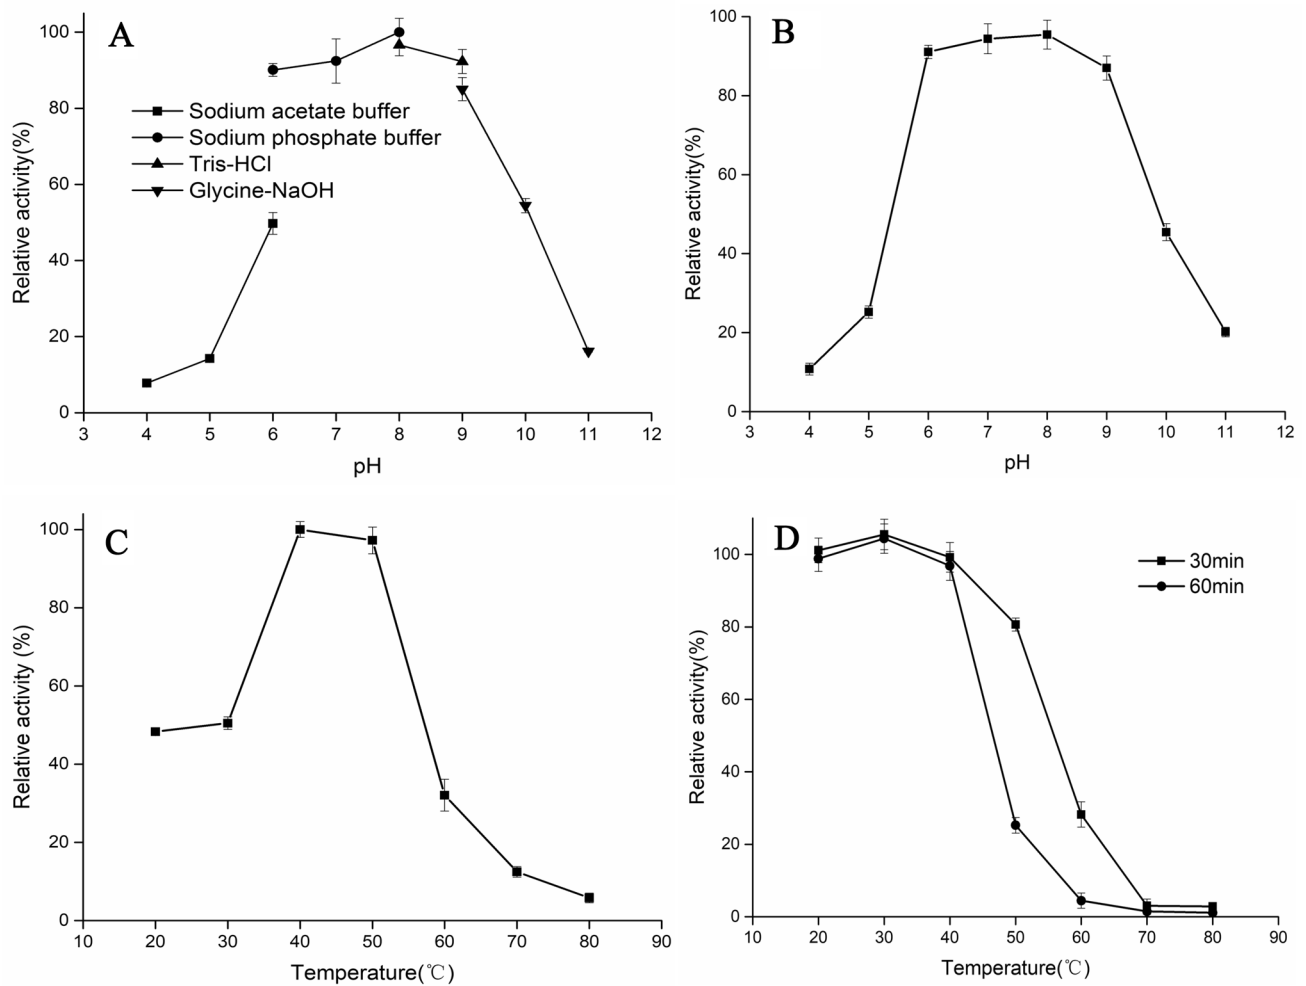 A
Relative activity(%)
100
80
60
40
20
0
Sodium acetate buffer
Sodium phosphate buffer
Tris-HCl
Glycine-NaOH
3 4 5 6 7 8 9 10 11 12
pH
B
Relative activity(%)
100
80
60
40
20
0
3 4 5 6 7 8 9 10 11 12
pH
C
Relative activity (%)
100
80
60
40
20
0
10 20 30 40 50 60 70 80 90
Temperature(℃)
D
Relative activity(%)
100
80
60
40
20
0
30min
60min
10 20 30 40 50 60 70 80 90
Temperature(℃)